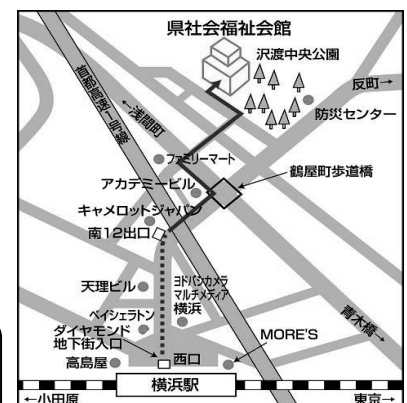 県社会福祉会館
沢渡中央公園
反町→
防災センター
首都高速1号線
←浅間町
ファミリーマート
鶴屋町歩道橋
アカデミービル
キャメロットジャパン
南12出口
天理ビル
ヨドバシカメラ
マルチメディア
横浜
ベイシェラトン
ダイヤモンド
地下街入口
青木橋→
MORE'S
高島屋
西口
横浜駅
←小田原
東京→